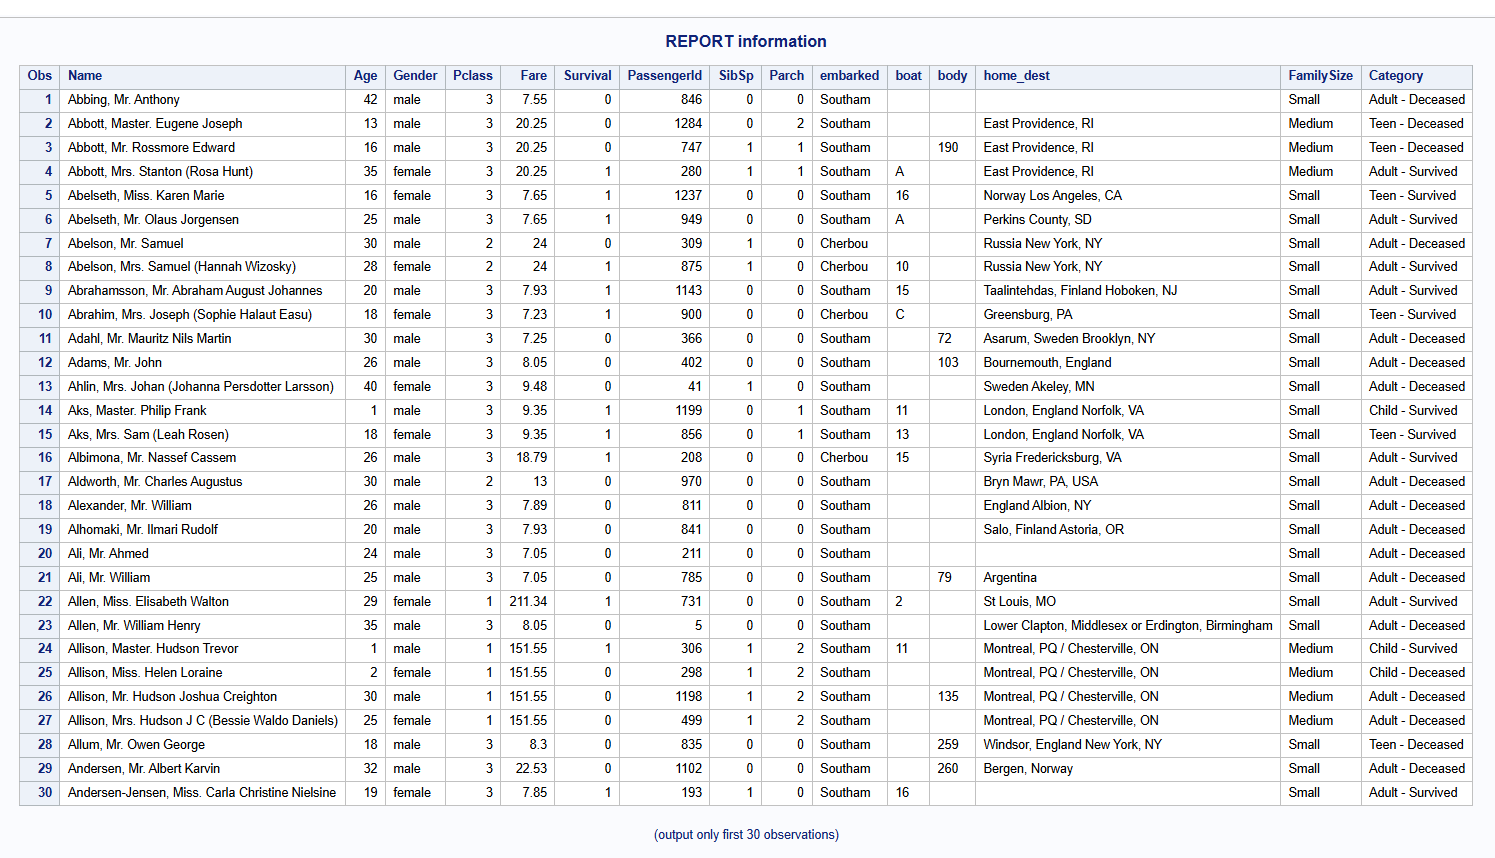 REPORT information
Obs Name Age Gender Pclass Fare Survival PassengerId SibSp Parch embarked boat body home_dest FamilySize Category
1 Abbing, Mr. Anthony 42 male 3 7.55 0 846 0 0 Southam Small Adult - Deceased
2 Abbott, Master. Eugene Joseph 13 male 3 20.25 0 1284 0 2 Southam East Providence, RI Medium Teen - Deceased
3 Abbott, Mr. Rossmore Edward 16 male 3 20.25 0 747 1 1 Southam 190 East Providence, RI Medium Teen - Deceased
4 Abbott, Mrs. Stanton (Rosa Hunt) 35 female 3 20.25 1 280 1 1 Southam A East Providence, RI Medium Adult - Survived
5 Abelseth, Miss. Karen Marie 16 female 3 7.65 1 1237 0 0 Southam 16 Norway Los Angeles, CA Small Teen - Survived
6 Abelseth, Mr. Olaus Jorgensen 25 male 3 7.65 1 949 0 0 Southam A Perkins County, SD Small Adult - Survived
7 Abelson, Mr. Samuel 30 male 2 24 0 309 1 0 Cherbou Russia New York, NY Small Adult - Deceased
8 Abelson, Mrs. Samuel (Hannah Wizosky) 28 female 2 24 1 875 1 0 Cherbou 10 Russia New York, NY Small Adult - Survived
9 Abrahamsson, Mr. Abraham August Johannes 20 male 3 7.93 1 1143 0 0 Southam 15 Taalintehdas, Finland Hoboken, NJ Small Adult - Survived
10 Abrahim, Mrs. Joseph (Sophie Halaut Easu) 18 female 3 7.23 1 900 0 0 Cherbou C Greensburg, PA Small Teen - Survived
11 Adahl, Mr. Mauritz Nils Martin 30 male 3 7.25 0 366 0 0 Southam 72 Asarum, Sweden Brooklyn, NY Small Adult - Deceased
12 Adams, Mr. John 26 male 3 8.05 0 402 0 0 Southam 103 Bournemouth, England Small Adult - Deceased
13 Ahlin, Mrs. Johan (Johanna Persdotter Larsson) 40 female 3 9.48 0 41 1 0 Southam Sweden Akeley, MN Small Adult - Deceased
14 Aks, Master. Philip Frank 1 male 3 9.35 1 1199 0 1 Southam 11 London, England Norfolk, VA Small Child - Survived
15 Aks, Mrs. Sam (Leah Rosen) 18 female 3 9.35 1 856 0 1 Southam 13 London, England Norfolk, VA Small Teen - Survived
16 Albimona, Mr. Nassef Cassem 26 male 3 18.79 1 208 0 0 Cherbou 15 Syria Fredericksburg, VA Small Adult - Survived
17 Aldworth, Mr. Charles Augustus 30 male 2 13 0 970 0 0 Southam Bryn Mawr, PA, USA Small Adult - Deceased
18 Alexander, Mr. William 26 male 3 7.89 0 811 0 0 Southam England Albion, NY Small Adult - Deceased
19 Alhomaki, Mr. Ilmari Rudolf 20 male 3 7.93 0 841 0 0 Southam Salo, Finland Astoria, OR Small Adult - Deceased
20 Ali, Mr. Ahmed 24 male 3 7.05 0 211 0 0 Southam Small Adult - Deceased
21 Ali, Mr. William 25 male 3 7.05 0 785 0 0 Southam 79 Argentina Small Adult - Deceased
22 Allen, Miss. Elisabeth Walton 29 female 1 211.34 1 731 0 0 Southam 2 St Louis, MO Small Adult - Survived
23 Allen, Mr. William Henry 35 male 3 8.05 0 5 0 0 Southam Lower Clapton, Middlesex or Erdington, Birmingham Small Adult - Deceased
24 Allison, Master. Hudson Trevor 1 male 1 151.55 1 306 1 2 Southam 11 Montreal, PQ / Chesterville, ON Medium Child - Survived
25 Allison, Miss. Helen Loraine 2 female 1 151.55 0 298 1 2 Southam Montreal, PQ / Chesterville, ON Medium Child - Deceased
26 Allison, Mr. Hudson Joshua Creighton 30 male 1 151.55 0 1198 1 2 Southam 135 Montreal, PQ / Chesterville, ON Medium Adult - Deceased
27 Allison, Mrs. Hudson J C (Bessie Waldo Daniels) 25 female 1 151.55 0 499 1 2 Southam Montreal, PQ / Chesterville, ON Medium Adult - Deceased
28 Allum, Mr. Owen George 18 male 3 8.3 0 835 0 0 Southam 259 Windsor, England New York, NY Small Teen - Deceased
29 Andersen, Mr. Albert Karvin 32 male 3 22.53 0 1102 0 0 Southam 260 Bergen, Norway Small Adult - Deceased
30 Andersen-Jensen, Miss. Carla Christine Nielsine 19 female 3 7.85 1 193 1 0 Southam 16 Small Adult - Survived
(output only first 30 observations)